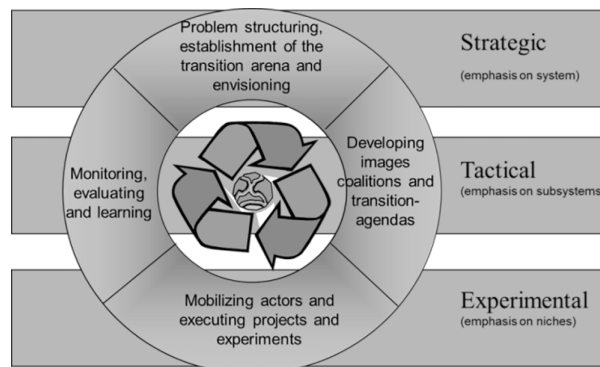 Problem structuring,
establishment of the
transition arena and
envisioning
Strategic
(emphasis on system)
Developing
images
coalitions and
transition-
agendas
Tactical
(emphasis on subsystems
Monitoring,
evaluating
and learning
Mobilizing actors and
executing projects and
experiments
Experimental
(emphasis on niches)